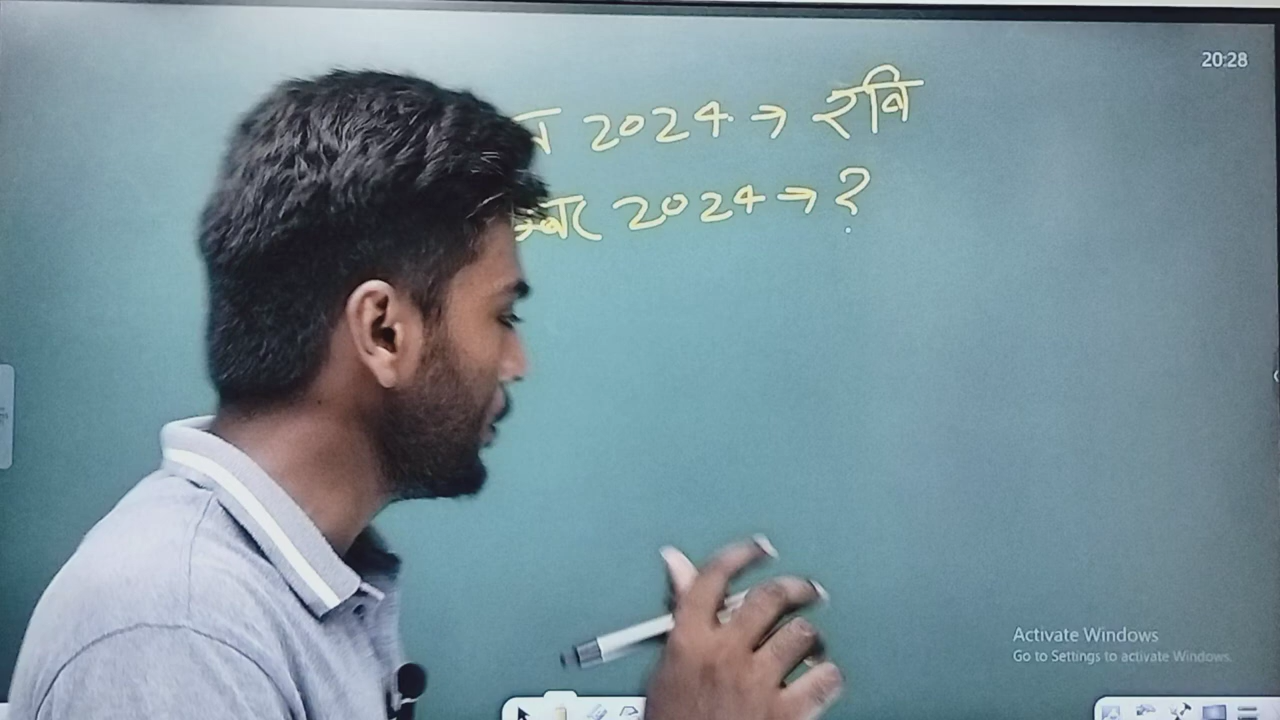 20:28
2024 → रवि
2024 → ?
Activate Windows
Go to Settings to activate Windows.